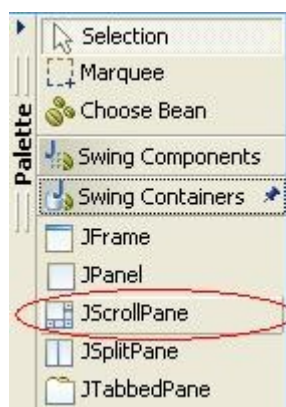 Palette
Selection
Marquee
Choose Bean
Swing Components
Swing Containers
JFrame
JPanel
JScrollPane
JSplitPane
JTabbedPane